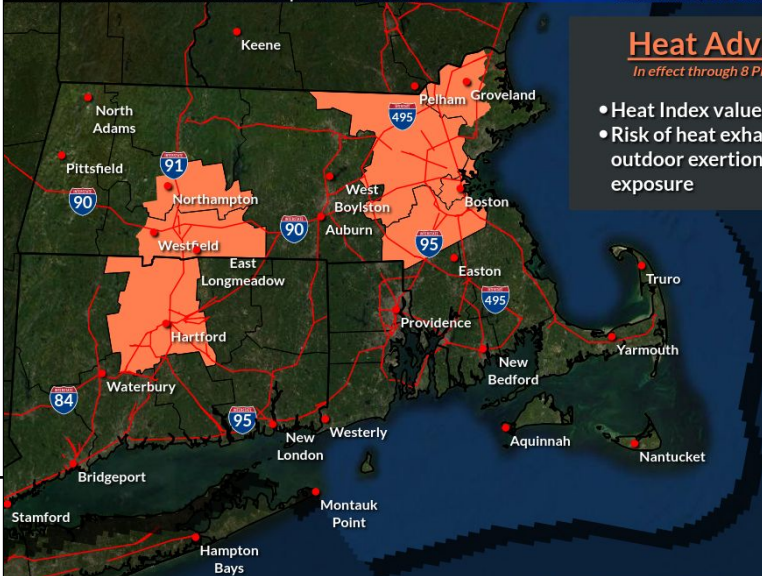 Keene
Heat Adv
In effect through 8 P
North
Adams
Pelham
Groveland
495
• Heat Index value
• Risk of heat exha
outdoor exertion
exposure
Pittsfield
91
90
Northampton
West
Boylston
Boston
90
Auburn
Westfield
95
East
Longmeadow
Easton
Truro
495
Hartford
Providence
Yarmouth
Waterbury
New
Bedford
84
95
New
London
Westerly
Aquinnah
Nantucket
Bridgeport
Stamford
Montauk
Point
Hampton
Bays